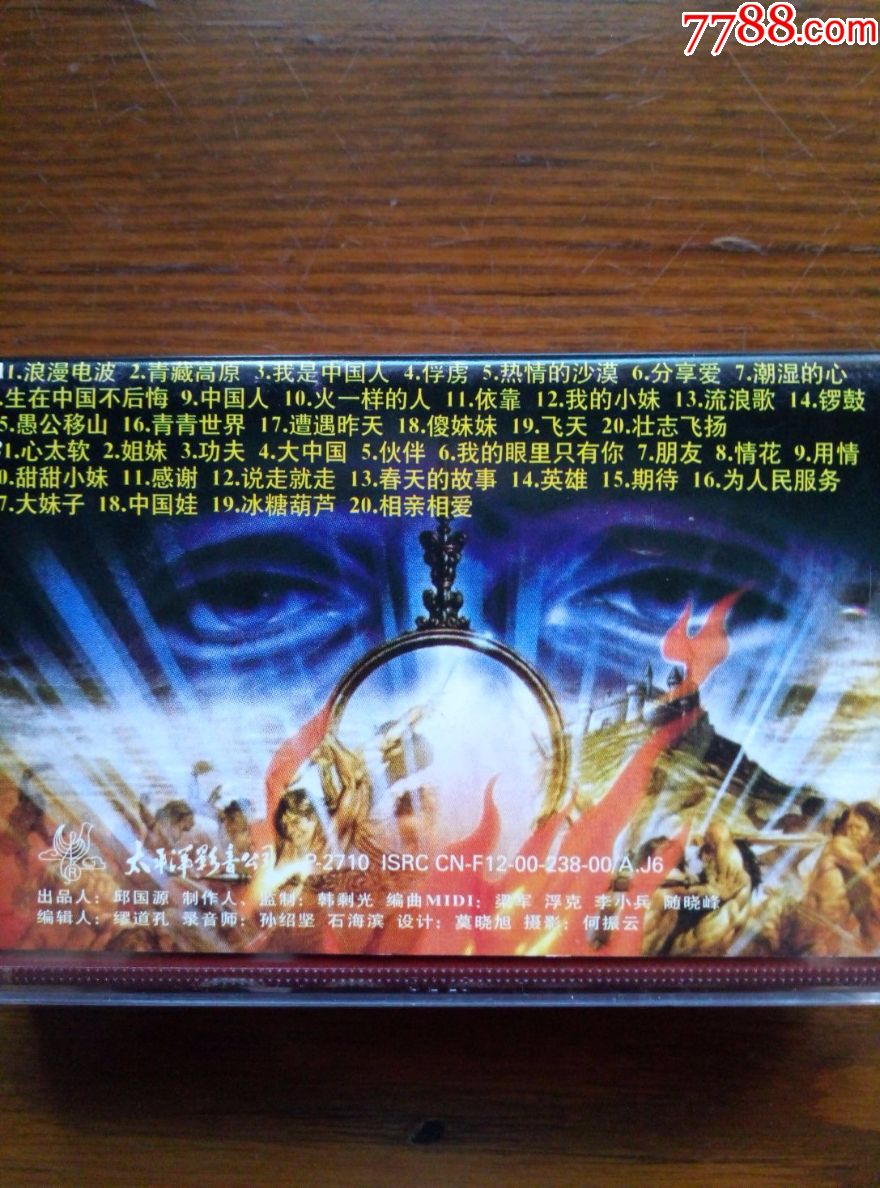 7788.com
1.浪漫电波 2.青藏高原 3.我是中国人 4.俘虏 5.热情的沙漠 6.分享爱 7.潮湿的心
.生在中国不后悔 9.中国人 10.火一样的人 11.依靠 12.我的小妹 13.流浪歌 14.锣鼓
5.愚公移山 16.青青世界 17.遭遇昨天 18.傻妹妹 19.飞天 20.壮志飞扬
1.心太软 2.姐妹 3.功夫 4.大中国 5.伙伴 6.我的眼里只有你 7.朋友 8.情花 9.用情
0.甜甜小妹 11.感谢 12.说走就走 13.春天的故事 14.英雄 15.期待 16.为人民服务
7.大妹子 18.中国娃 19.冰糖葫芦 20.相亲相爱
太平洋影音公司 P-2710 ISRC CN-F12-00-238-00/A.J6
出品人：邱国源 制作人、监制：韩剩光 编曲MIDI：梁军 浮克 李小兵 随晓峰
编辑人：缪道孔 录音师：孙绍坚 石海滨 设计：莫晓旭 摄影：何振云